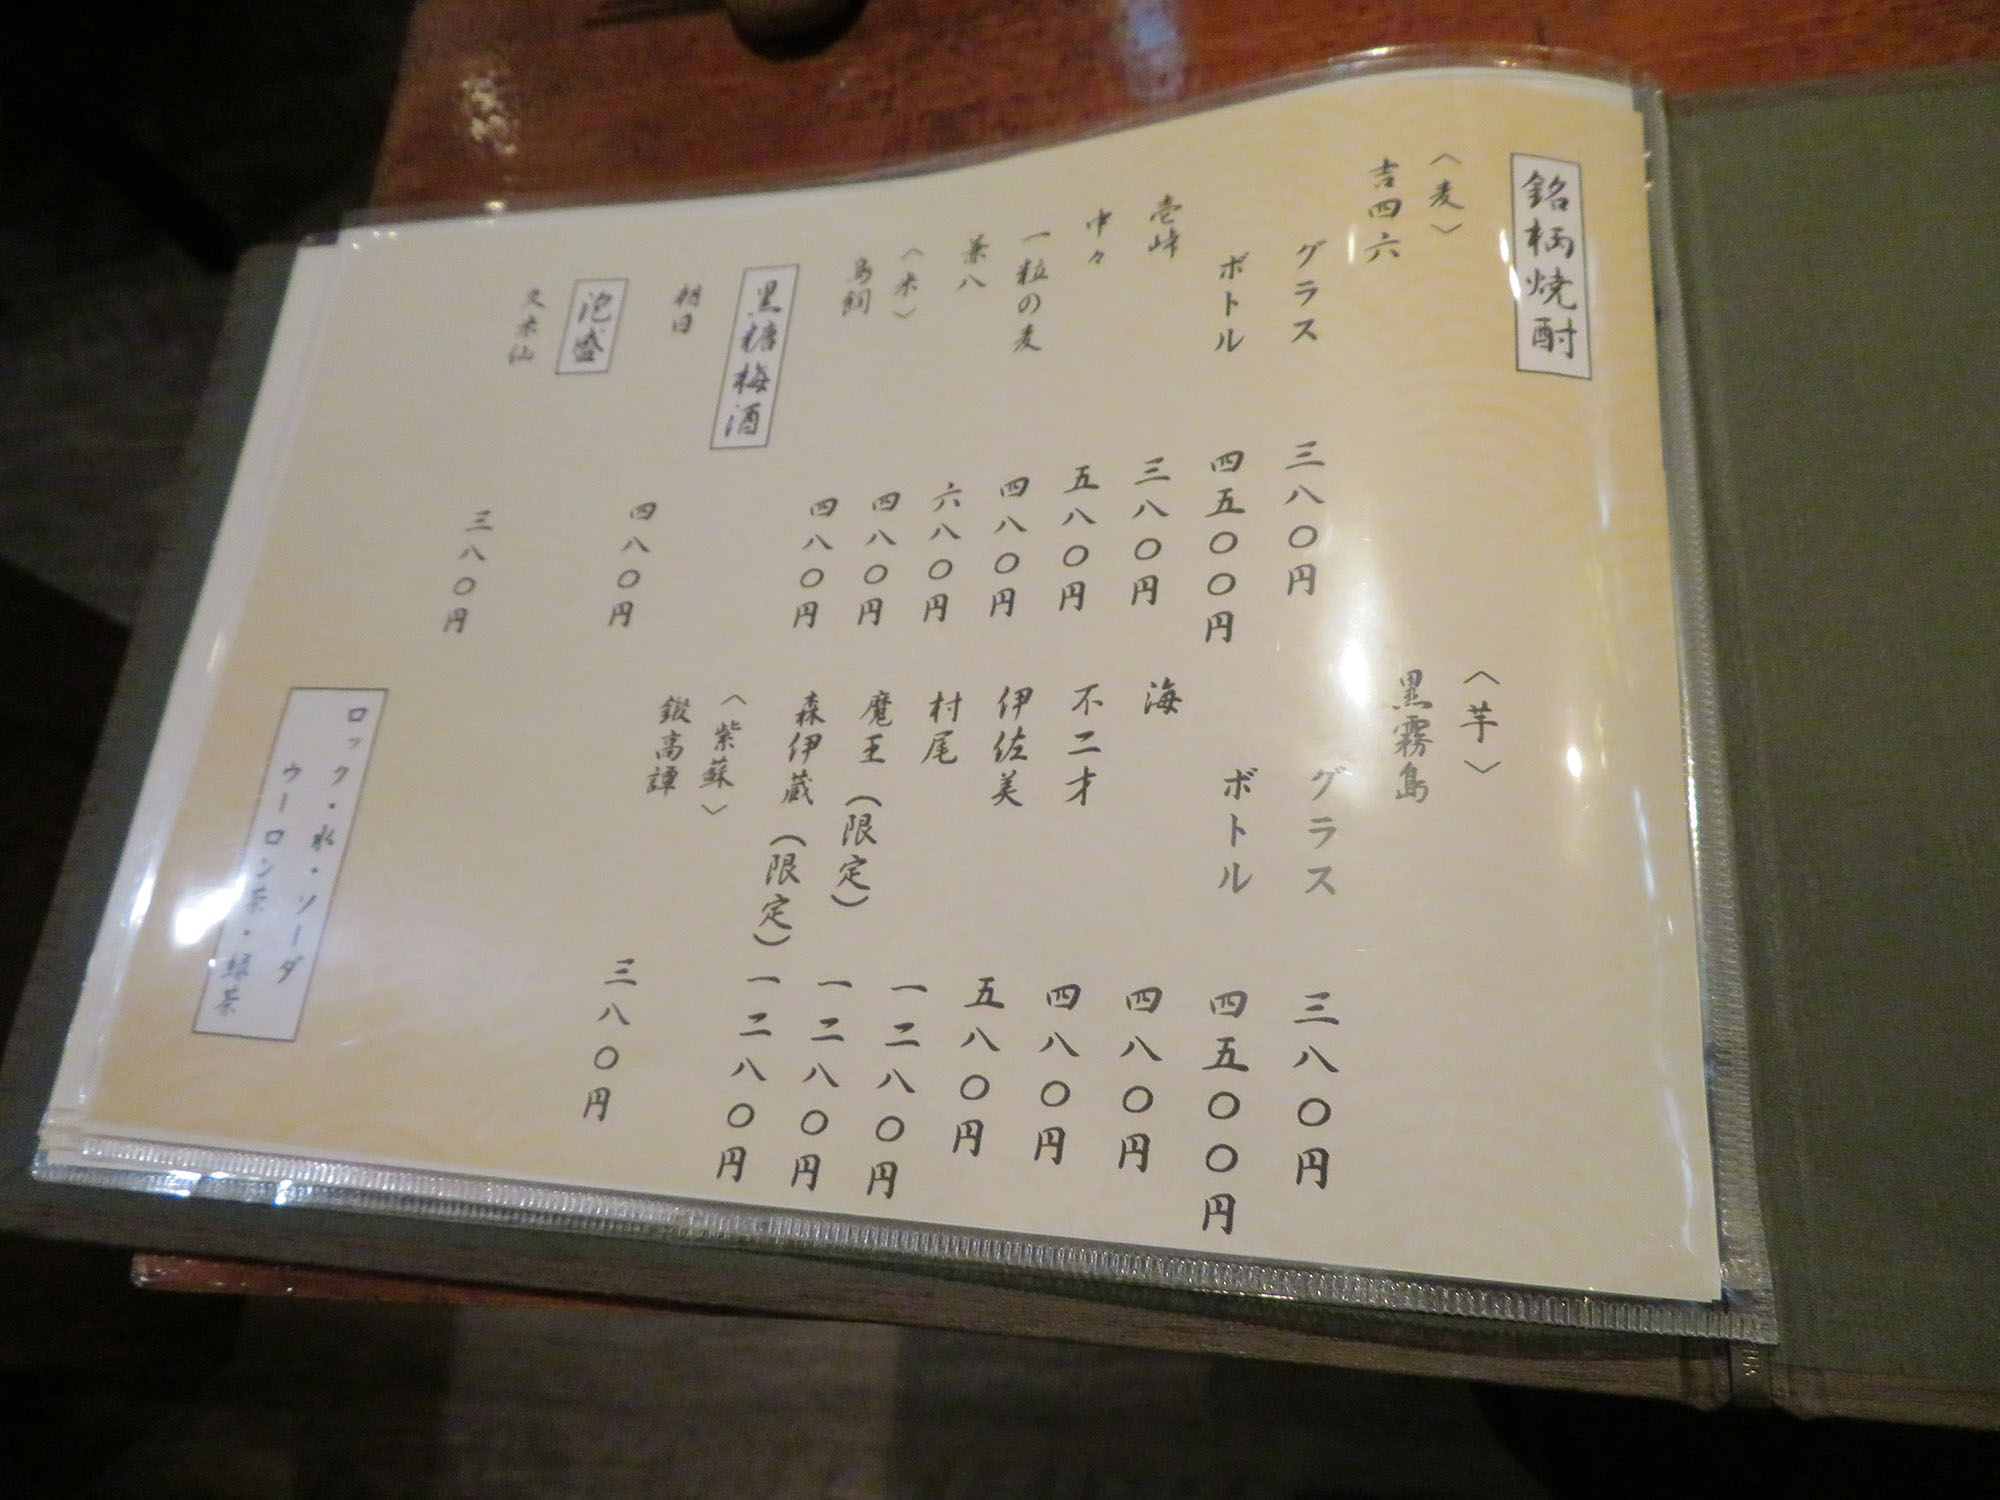 銘柄焼酎
〈麦〉
吉四六
グラス 三八〇円
ボトル 四五〇〇円
壱岐 三八〇円
中々 五八〇円
一粒の麦 四八〇円
兼八 六八〇円
〈米〉
鳥飼 四八〇円
四八〇円
黒糖梅酒
朝日 四八〇円
泡盛
久米仙 三八〇円
〈芋〉
黒霧島
グラス 三八〇円
ボトル 四五〇〇円
海 四八〇円
不二才 四八〇円
伊佐美 五八〇円
村尾 一二八〇円
魔王（限定） 一二八〇円
森伊蔵（限定） 一二八〇円
〈紫蘇〉
鍛高譚 三八〇円
ロック・水・ソーダ
ウーロン茶・緑茶